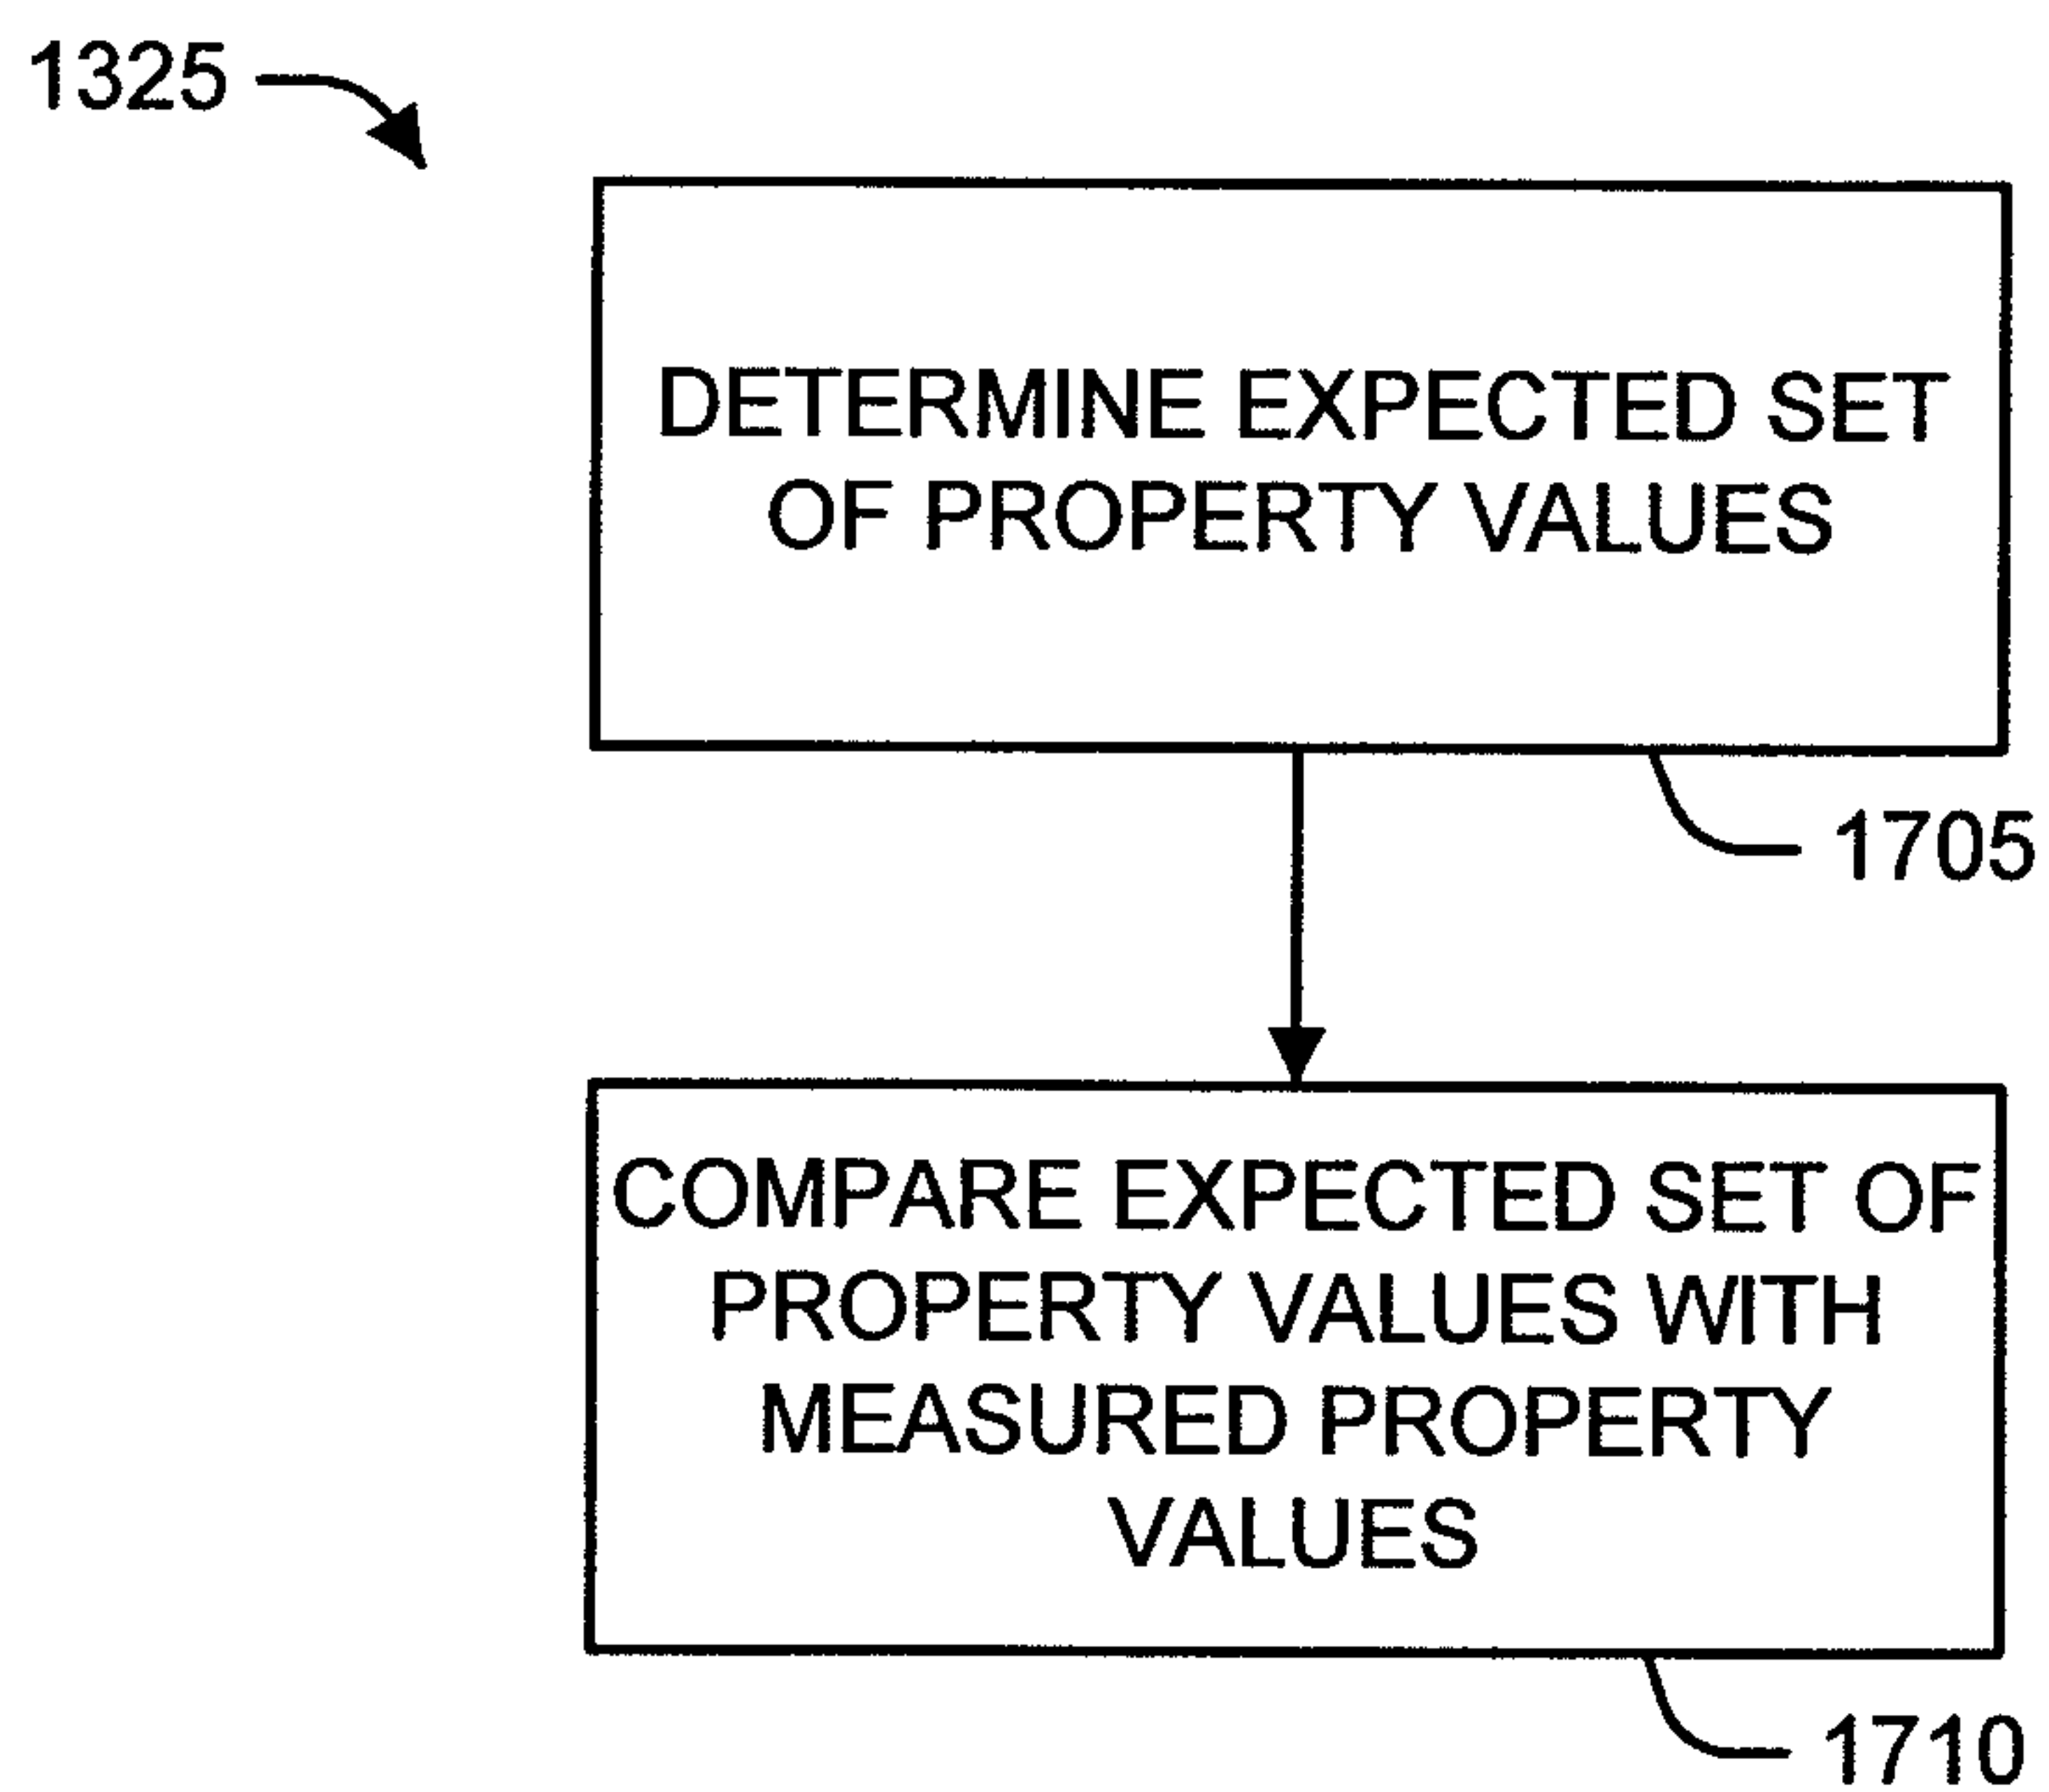 1325
DETERMINE EXPECTED SET
OF PROPERTY VALUES
1705
COMPARE EXPECTED SET OF
PROPERTY VALUES WITH
MEASURED PROPERTY
VALUES
1710